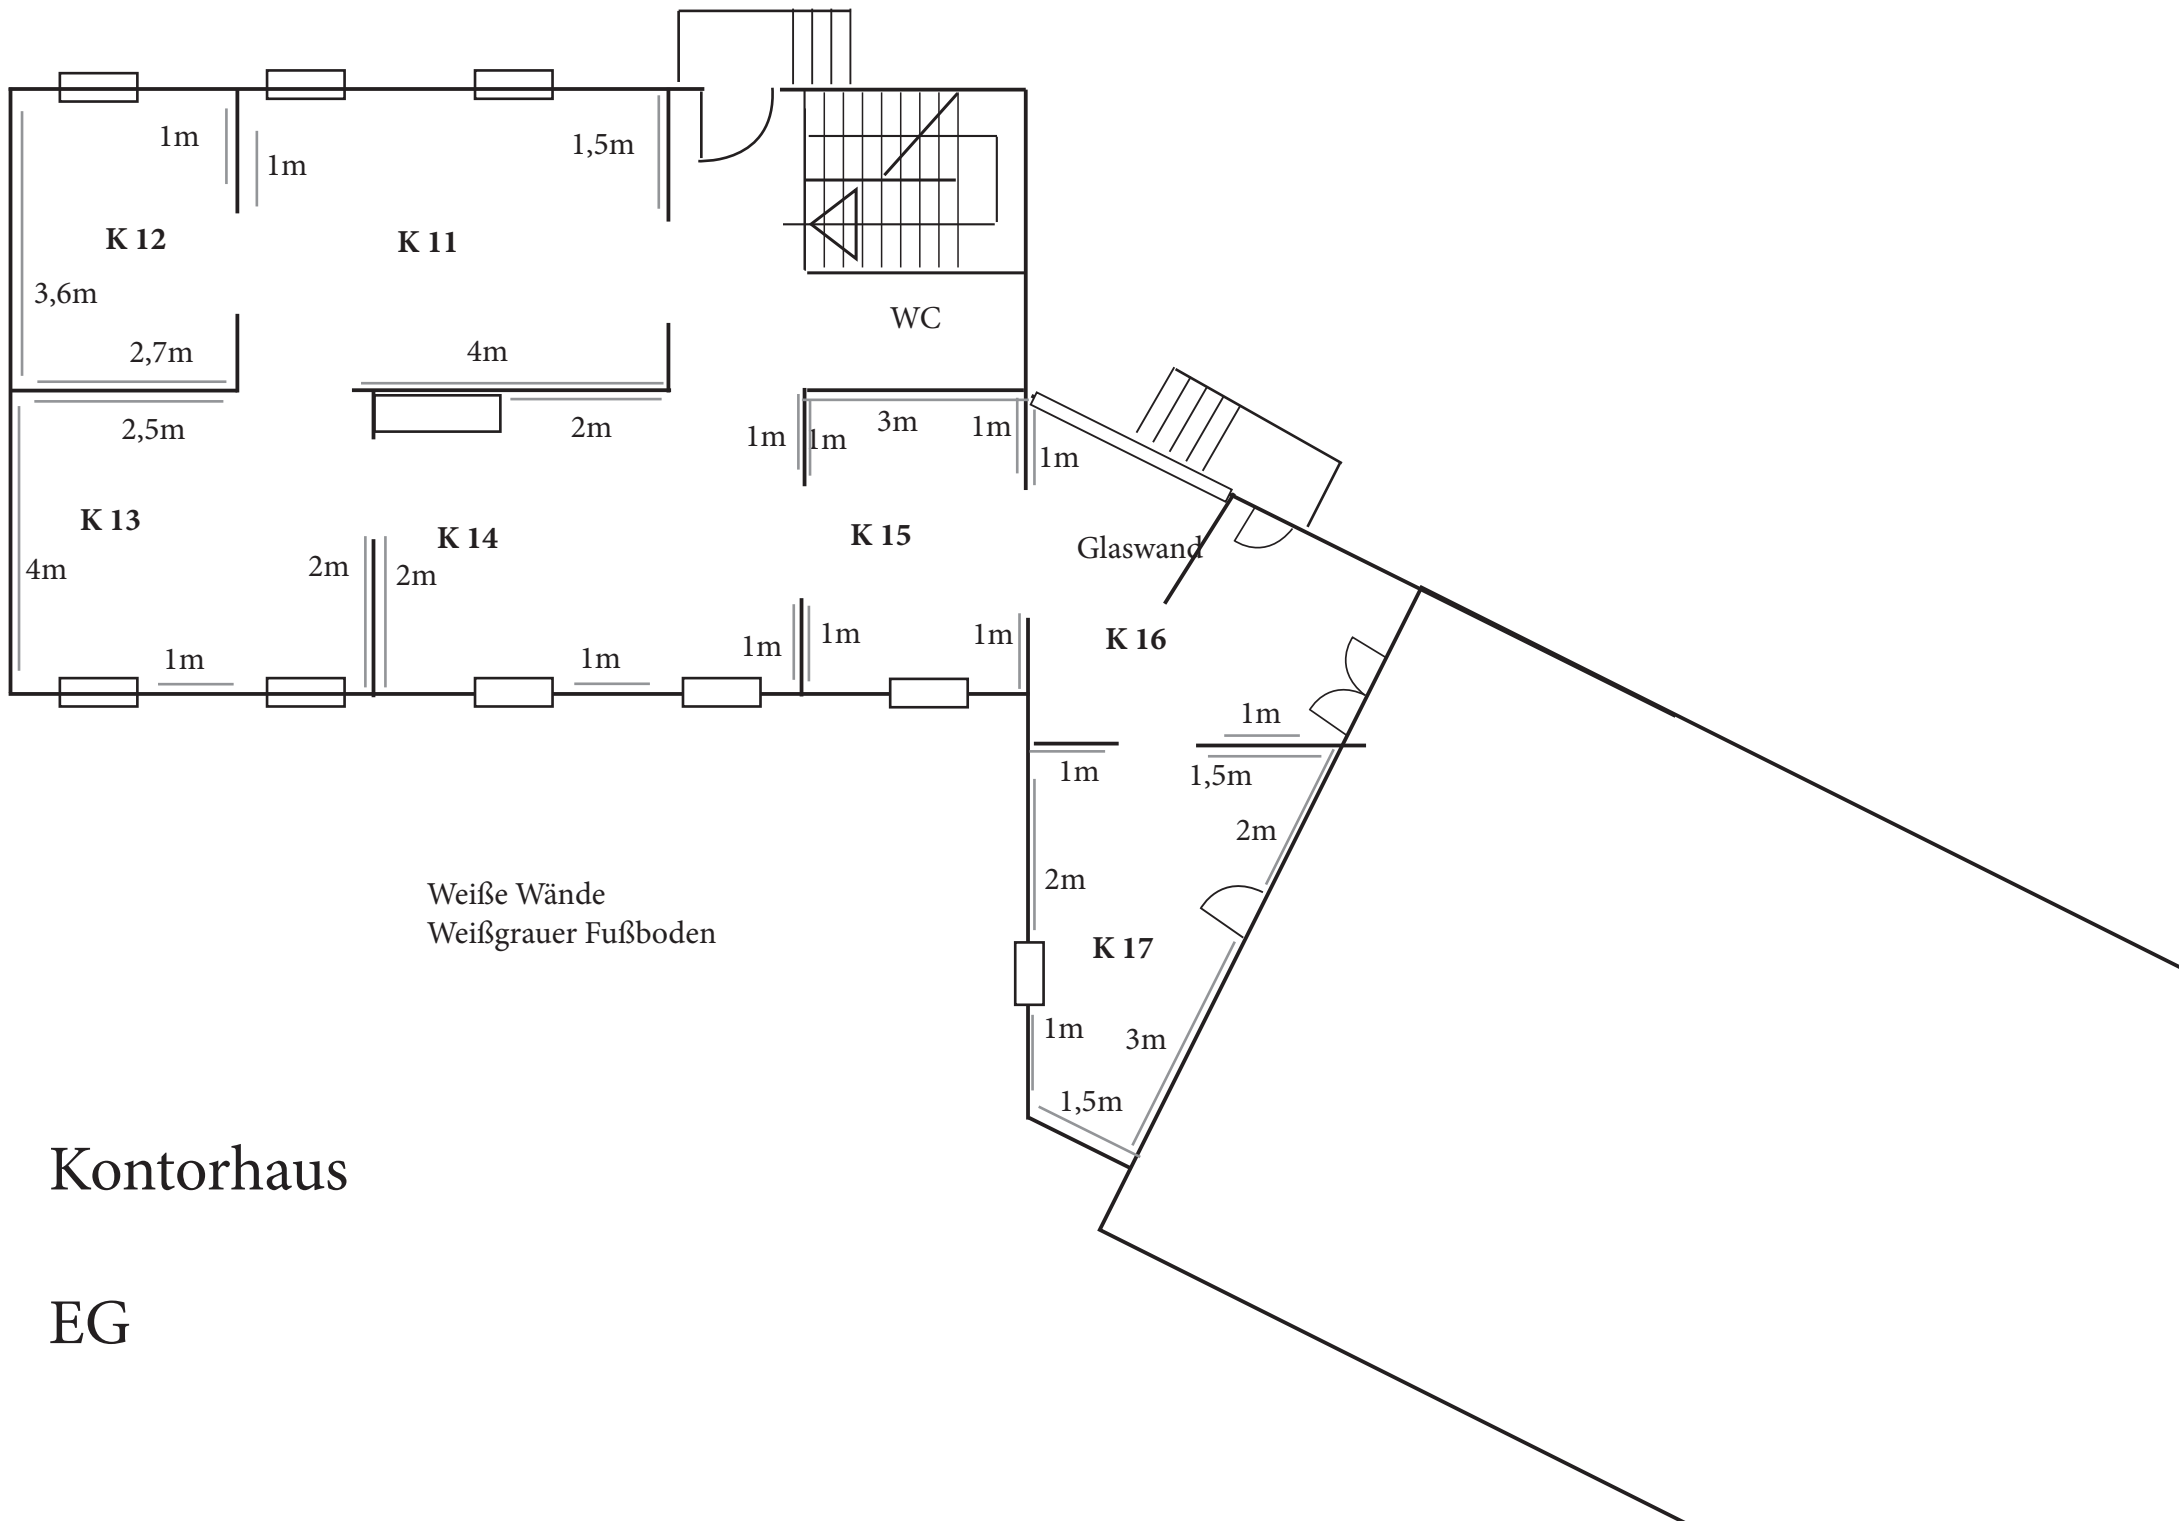 1m
1,5m
1m
K 12
K 11
3,6m
WC
2,7m
4m
2,5m
2m
1m
1m
3m
1m
1m
K 13
K 14
K 15
Glaswand
4m
2m
2m
1m
1m
1m
1m
1m
K 16
1m
1m
1,5m
2m
2m
Weiße Wände
Weißgrauer Fußboden
K 17
1m
3m
1,5m
Kontorhaus
EG